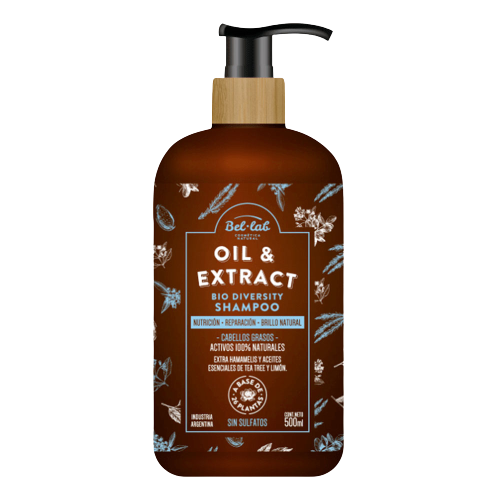 Bel·lab
COSMÉTICA
NATURAL
OIL &
EXTRACT
BIO DIVERSITY
SHAMPOO
NUTRICIÓN - REPARACIÓN - BRILLO NATURAL
- CABELLOS GRASOS -
ACTIVOS 100% NATURALES
EXTRA HAMAMELIS Y ACEITES
ESENCIALES DE TEA TREE Y LIMÓN.
A BASE DE
26 PLANTAS
INDUSTRIA
ARGENTINA
SIN SULFATOS
CONT. NETO
500ml